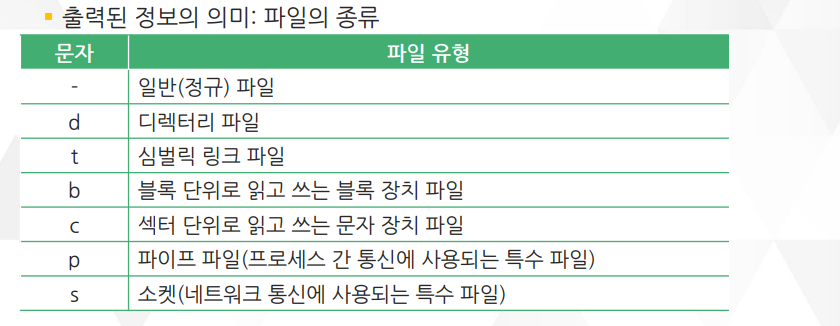 출력된 정보의 의미: 파일의 종류
문자 파일 유형
- 일반(정규) 파일
d 디렉터리 파일
t 심벌릭 링크 파일
b 블록 단위로 읽고 쓰는 블록 장치 파일
c 섹터 단위로 읽고 쓰는 문자 장치 파일
p 파이프 파일(프로세스 간 통신에 사용되는 특수 파일)
s 소켓(네트워크 통신에 사용되는 특수 파일)